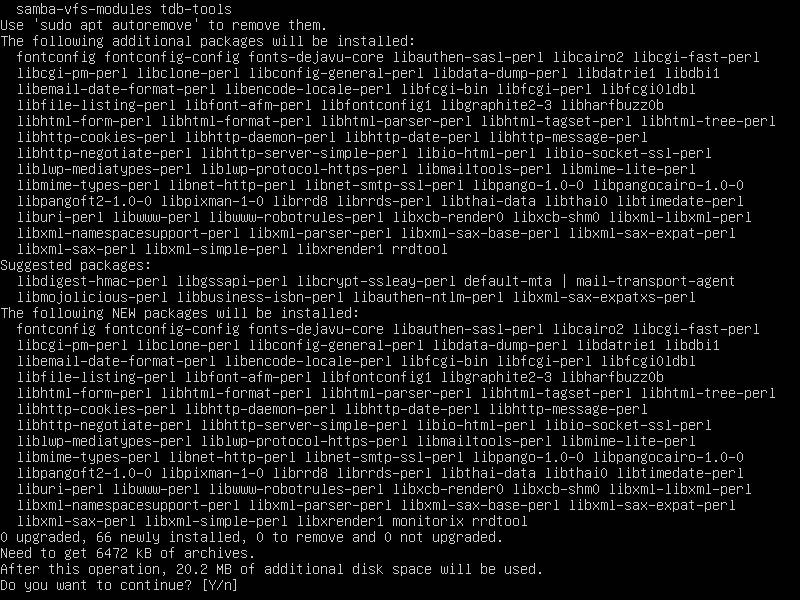 samba-vfs-modules tdb-tools
Use 'sudo apt autoremove' to remove them.
The following additional packages will be installed:
fontconfig fontconfig-config fonts-dejavu-core libauthen-sasl-perl libcairo2 libcgi-fast-perl
libcgi-pm-perl libclone-perl libconfig-general-perl libdata-dump-perl libdatrie1 libdbi1
libemail-date-format-perl libencode-locale-perl libfcgi-bin libfcgi-perl libfcgi0ldbl
libfile-listing-perl libfont-afm-perl libfontconfig1 libgraphite2-3 libharfbuzz0b
libhtml-form-perl libhtml-format-perl libhtml-parser-perl libhtml-tagset-perl libhtml-tree-perl
libhttp-cookies-perl libhttp-daemon-perl libhttp-date-perl libhttp-message-perl
libhttp-negotiate-perl libhttp-server-simple-perl libio-html-perl libio-socket-ssl-perl
liblwp-mediatypes-perl liblwp-protocol-https-perl libmailtools-perl libmime-lite-perl
libmime-types-perl libnet-http-perl libnet-smtp-ssl-perl libpango-1.0-0 libpangocairo-1.0-0
libpangoft2-1.0-0 libpixman-1-0 librrd8 librrds-perl libthai-data libthai0 libtimedate-perl
liburi-perl libwww-perl libwww-robotrules-perl libxcb-render0 libxcb-shm0 libxml-libxml-perl
libxml-namespacesupport-perl libxml-parser-perl libxml-sax-base-perl libxml-sax-expat-perl
libxml-sax-perl libxml-simple-perl libxrender1 rrdtool
Suggested packages:
libdigest-hmac-perl libgssapi-perl libcrypt-ssleay-perl default-mta | mail-transport-agent
libmojolicious-perl libbusiness-isbn-perl libauthen-ntlm-perl libxml-sax-expatxs-perl
The following NEW packages will be installed:
fontconfig fontconfig-config fonts-dejavu-core libauthen-sasl-perl libcairo2 libcgi-fast-perl
libcgi-pm-perl libclone-perl libconfig-general-perl libdata-dump-perl libdatrie1 libdbi1
libemail-date-format-perl libencode-locale-perl libfcgi-bin libfcgi-perl libfcgi0ldbl
libfile-listing-perl libfont-afm-perl libfontconfig1 libgraphite2-3 libharfbuzz0b
libhtml-form-perl libhtml-format-perl libhtml-parser-perl libhtml-tagset-perl libhtml-tree-perl
libhttp-cookies-perl libhttp-daemon-perl libhttp-date-perl libhttp-message-perl
libhttp-negotiate-perl libhttp-server-simple-perl libio-html-perl libio-socket-ssl-perl
liblwp-mediatypes-perl liblwp-protocol-https-perl libmailtools-perl libmime-lite-perl
libmime-types-perl libnet-http-perl libnet-smtp-ssl-perl libpango-1.0-0 libpangocairo-1.0-0
libpangoft2-1.0-0 libpixman-1-0 librrd8 librrds-perl libthai-data libthai0 libtimedate-perl
liburi-perl libwww-perl libwww-robotrules-perl libxcb-render0 libxcb-shm0 libxml-libxml-perl
libxml-namespacesupport-perl libxml-parser-perl libxml-sax-base-perl libxml-sax-expat-perl
libxml-sax-perl libxml-simple-perl libxrender1 monitorix rrdtool
0 upgraded, 66 newly installed, 0 to remove and 0 not upgraded.
Need to get 6472 kB of archives.
After this operation, 20.2 MB of additional disk space will be used.
Do you want to continue? [Y/n]